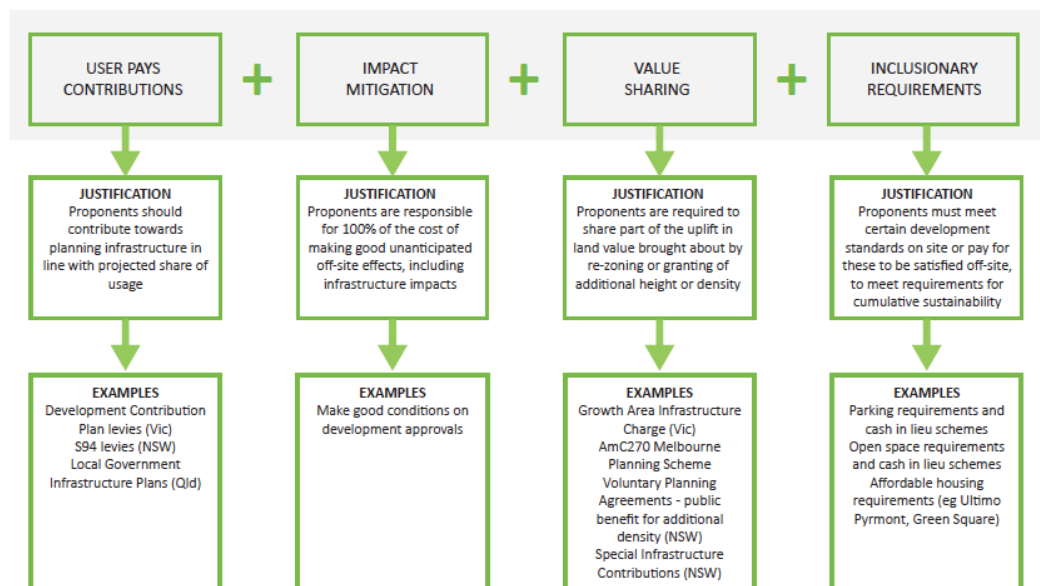 USER PAYS
CONTRIBUTIONS
+
IMPACT
MITIGATION
+
VALUE
SHARING
+
INCLUSIONARY
REQUIREMENTS
JUSTIFICATION
Proponents should
contribute towards
planning infrastructure in
line with projected share of
usage
JUSTIFICATION
Proponents are responsible
for 100% of the cost of
making good unanticipated
off-site effects, including
infrastructure impacts
JUSTIFICATION
Proponents are required to
share part of the uplift in
land value brought about by
re-zoning or granting of
additional height or density
JUSTIFICATION
Proponents must meet
certain development
standards on site or pay for
these to be satisfied off-site,
to meet requirements for
cumulative sustainability
EXAMPLES
Development Contribution
Plan levies (Vic)
S94 levies (NSW)
Local Government
Infrastructure Plans (Qld)
EXAMPLES
Make good conditions on
development approvals
EXAMPLES
Growth Area Infrastructure
Charge (Vic)
AmC270 Melbourne
Planning Scheme
Voluntary Planning
Agreements - public
benefit for additional
density (NSW)
Special Infrastructure
Contributions (NSW)
EXAMPLES
Parking requirements and
cash in lieu schemes
Open space requirements
and cash in lieu schemes
Affordable housing
requirements (eg Ultimo
Pyrmont, Green Square)